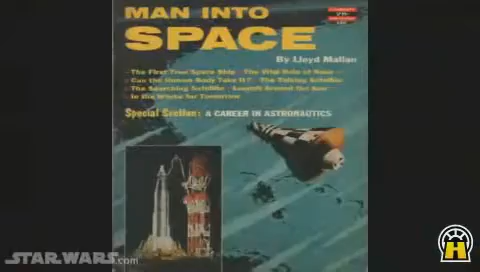 MAN INTO
SPACE
By Lloyd Mallan
The First True Space Ship The Vital Role of Nasa
Can the Human Body Take It? The Talking Satellite
The Searching Satellite Launch Around the Sun
In the Works for Tomorrow
Special Section: A CAREER IN ASTRONAUTICS
STAR.WARS.com
H